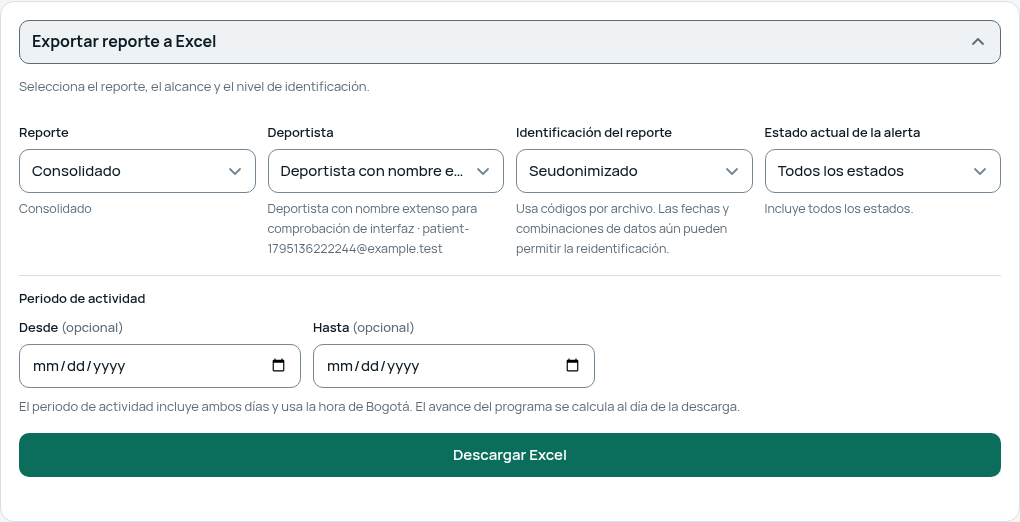 Exportar reporte a Excel
Selecciona el reporte, el alcance y el nivel de identificación.
Reporte
Consolidado
Consolidado
Deportista
Deportista con nombre e...
Deportista con nombre extenso para
comprobación de interfaz · patient-
1795136222244@example.test
Identificación del reporte
Seudonimizado
Usa códigos por archivo. Las fechas y
combinaciones de datos aún pueden
permitir la reidentificación.
Estado actual de la alerta
Todos los estados
Incluye todos los estados.
Periodo de actividad
Desde (opcional)
mm/dd/yyyy
Hasta (opcional)
mm/dd/yyyy
El periodo de actividad incluye ambos días y usa la hora de Bogotá. El avance del programa se calcula al día de la descarga.
Descargar Excel